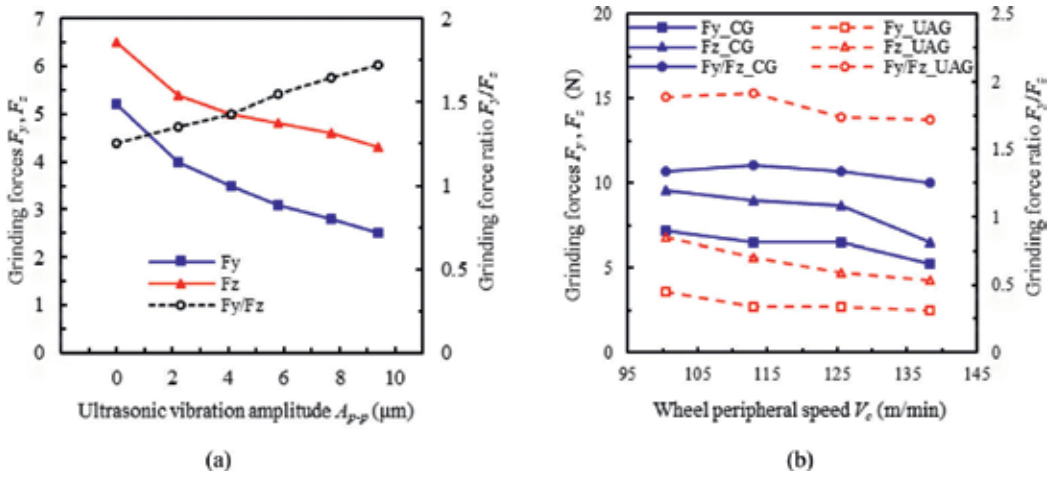 Grinding forces Fy, Fz
7
6
5
4
3
2
1
0
Fy
Fz
Fy/Fz
2
1.5
1
0.5
0
Grinding force ratio Fy/Fz
0 2 4 6 8 10
Ultrasonic vibration amplitude Ap-p (μm)
(a)
Grinding forces Fy, Fz (N)
20
15
10
5
0
Fy_CG Fy_UAG
Fz_CG Fz_UAG
Fy/Fz_CG Fy/Fz_UAG
2.5
2
1.5
1
0.5
0
Grinding force ratio Fy/Fz
95 105 115 125 135 145
Wheel peripheral speed Vc (m/min)
(b)